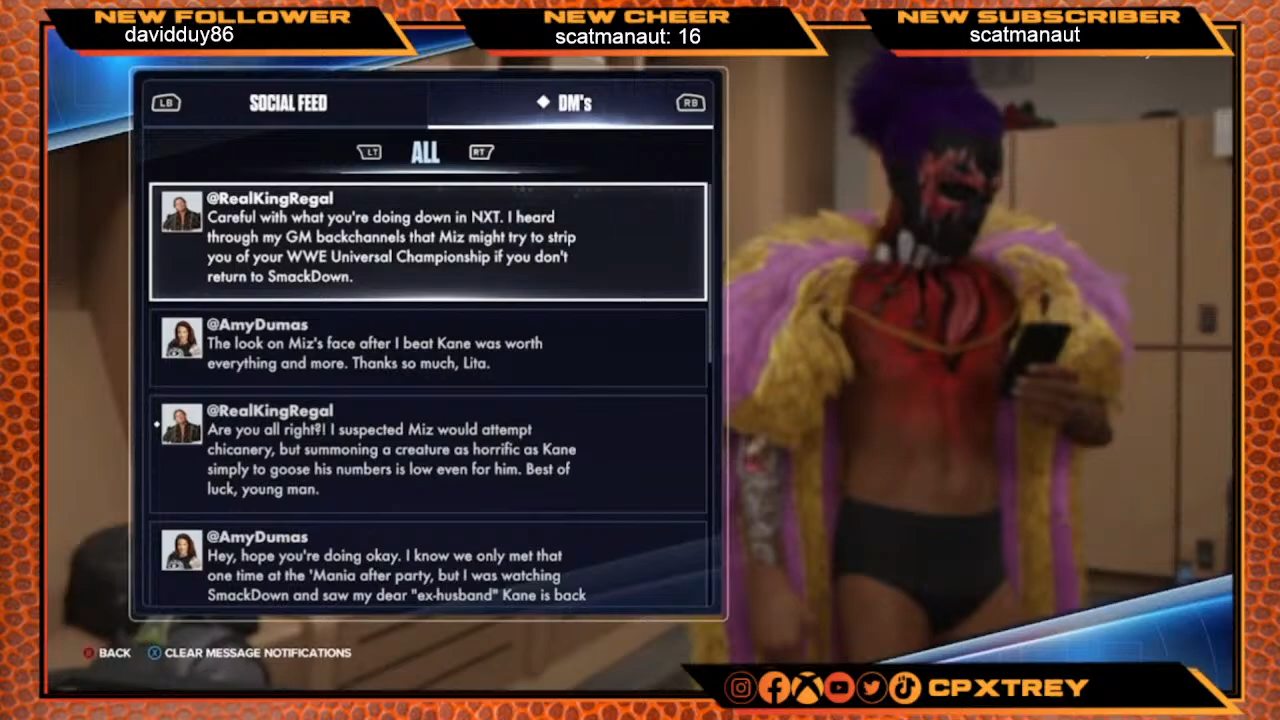 NEW FOLLOWER
davidduy86
NEW CHEER
scatmanaut: 16
NEW SUBSCRIBER
scatmanaut
LB
SOCIAL FEED
DM's
RB
LT
ALL
RT
@RealKingRegal
Careful with what you're doing down in NXT. I heard
through my GM backchannels that Miz might try to strip
you of your WWE Universal Championship if you don't
return to SmackDown.
@AmyDumas
The look on Miz's face after I beat Kane was worth
everything and more. Thanks so much, Lita.
@RealKingRegal
Are you all right?! I suspected Miz would attempt
chicanery, but summoning a creature as horrific as Kane
simply to goose his numbers is low even for him. Best of
luck, young man.
@AmyDumas
Hey, hope you're doing okay. I know we only met that
one time at the 'Mania after party, but I was watching
SmackDown and saw my dear "ex-husband" Kane is back
B BACK
X CLEAR MESSAGE NOTIFICATIONS
CPXTREY